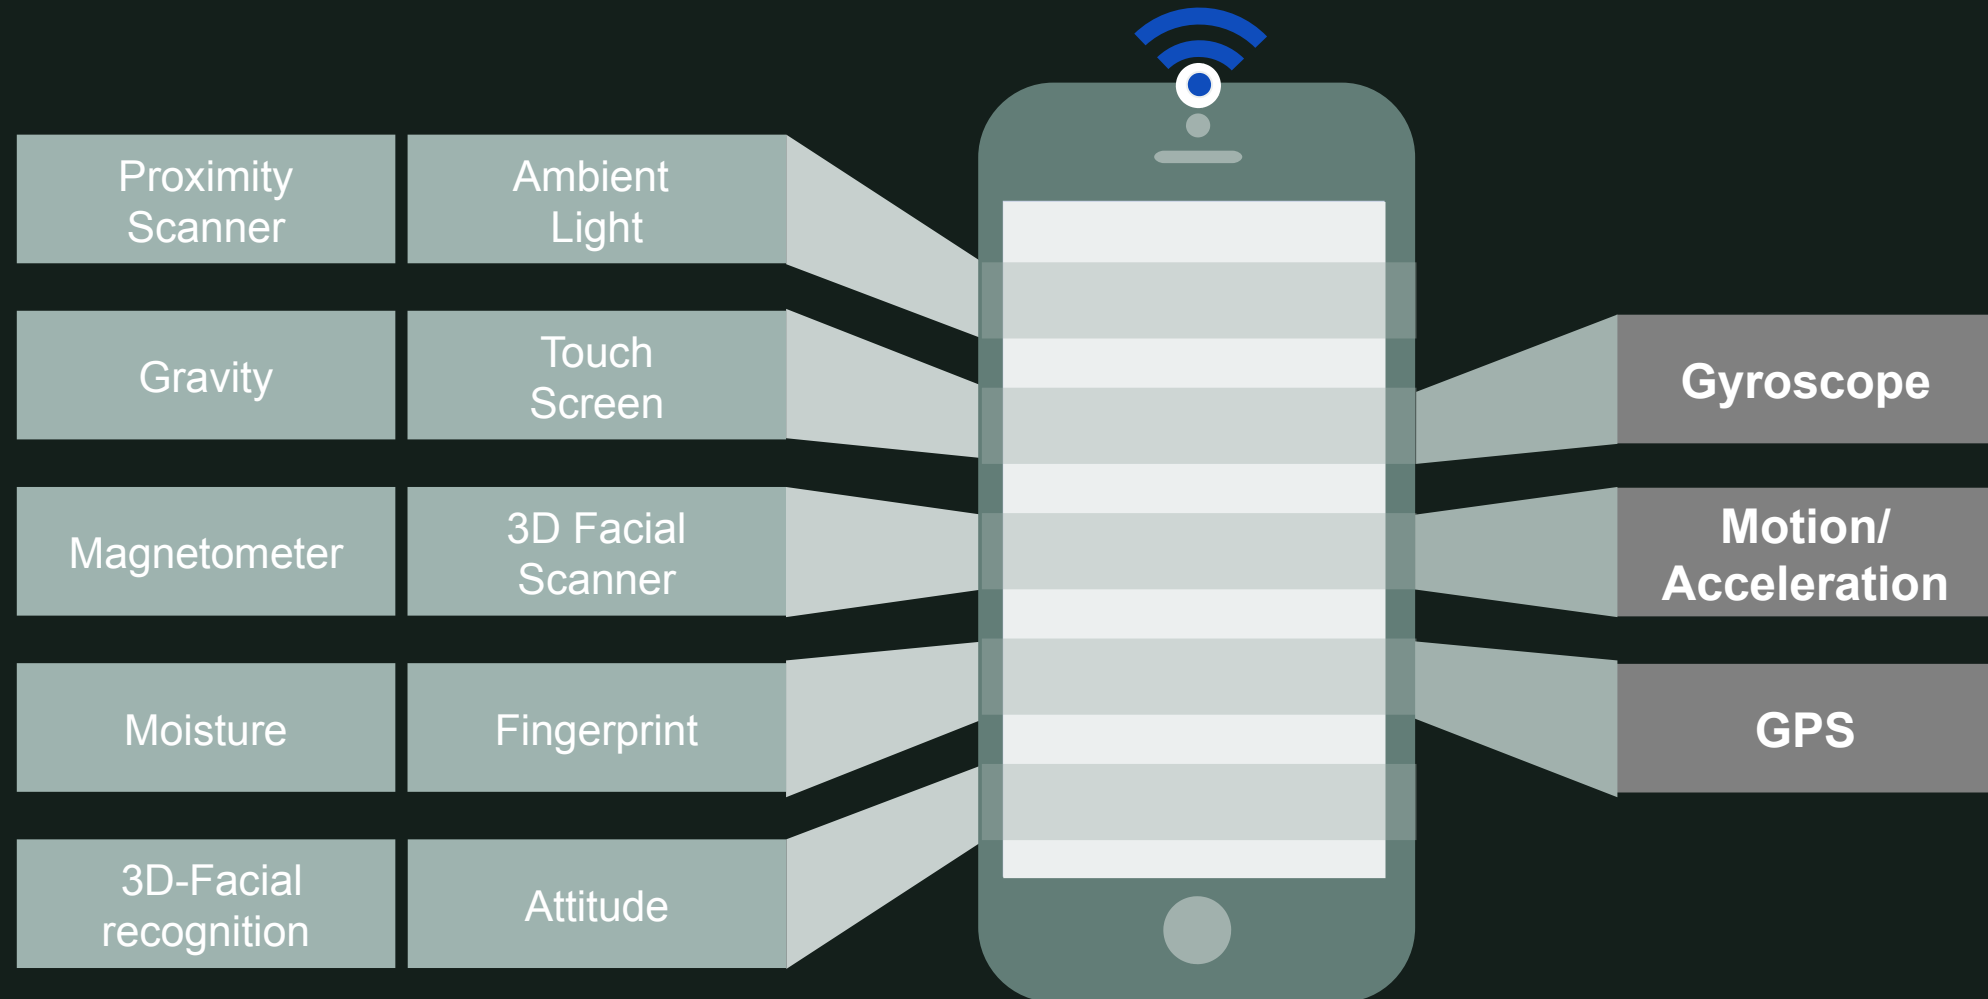 Proximity
Scanner
Ambient
Light
Gravity
Touch
Screen
Gyroscope
Magnetometer
3D Facial
Scanner
Motion/
Acceleration
Moisture
Fingerprint
GPS
3D-Facial
recognition
Attitude